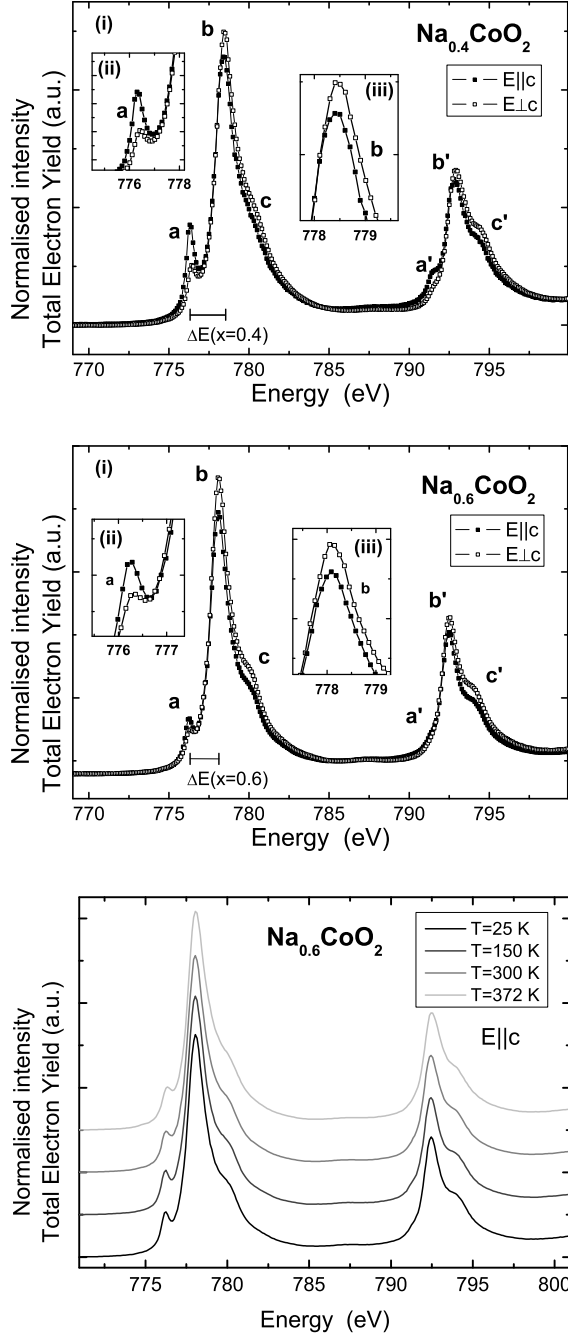 (i)
b
Na0.4CoO2
E||c
E⊥c
(ii)
a
776 778
(iii)
b
778 779
a
c
a'
b'
c'
ΔE(x=0.4)
770 775 780 785 790 795
Energy (eV)
Normalised intensity
Total Electron Yield (a.u.)
(i)
b
Na0.6CoO2
E||c
E⊥c
(ii)
a
776 777
(iii)
b
778 779
a
c
a'
b'
c'
ΔE(x=0.6)
770 775 780 785 790 795
Energy (eV)
Normalised intensity
Total Electron Yield (a.u.)
Na0.6CoO2
T=25 K
T=150 K
T=300 K
T=372 K
E||c
775 780 785 790 795 800
Energy (eV)
Normalised intensity
Total Electron Yield (a.u.)